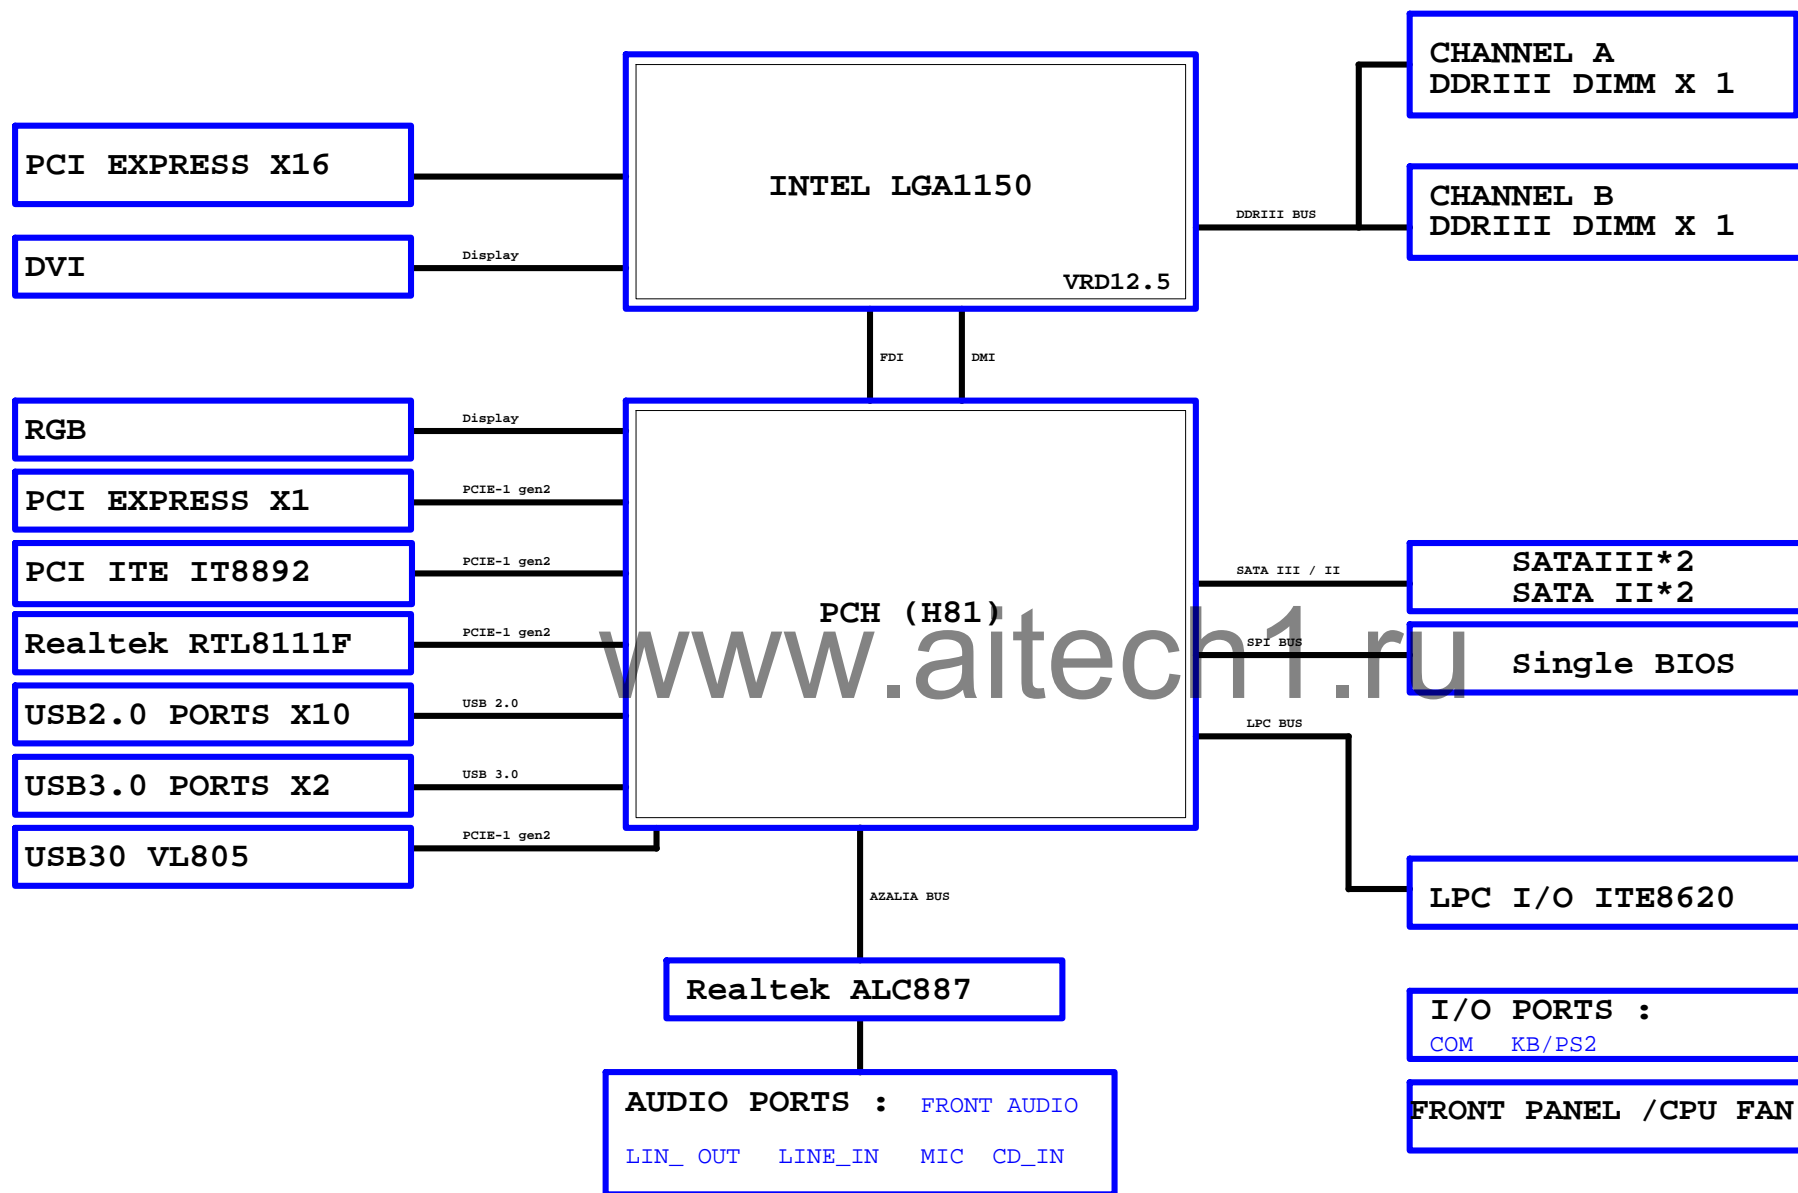 CHANNEL A
DDRIII DIMM X 1
PCI EXPRESS X16
INTEL LGA1150
CHANNEL B
DDRIII DIMM X 1
DDRIII BUS
DVI
Display
VRD12.5
FDI
DMI
RGB
Display
PCI EXPRESS X1
PCIE-1 gen2
PCI ITE IT8892
PCIE-1 gen2
SATA III / II
SATAIII*2
SATA II*2
PCH (H81)
Realtek RTL8111F
PCIE-1 gen2
www.aitech1.ru
SPI BUS
Single BIOS
USB2.0 PORTS X10
USB 2.0
LPC BUS
USB3.0 PORTS X2
USB 3.0
USB30 VL805
PCIE-1 gen2
AZALIA BUS
LPC I/O ITE8620
Realtek ALC887
I/O PORTS :
COM KB/PS2
AUDIO PORTS : FRONT AUDIO
LIN_ OUT LINE_IN MIC CD_IN
FRONT PANEL /CPU FAN